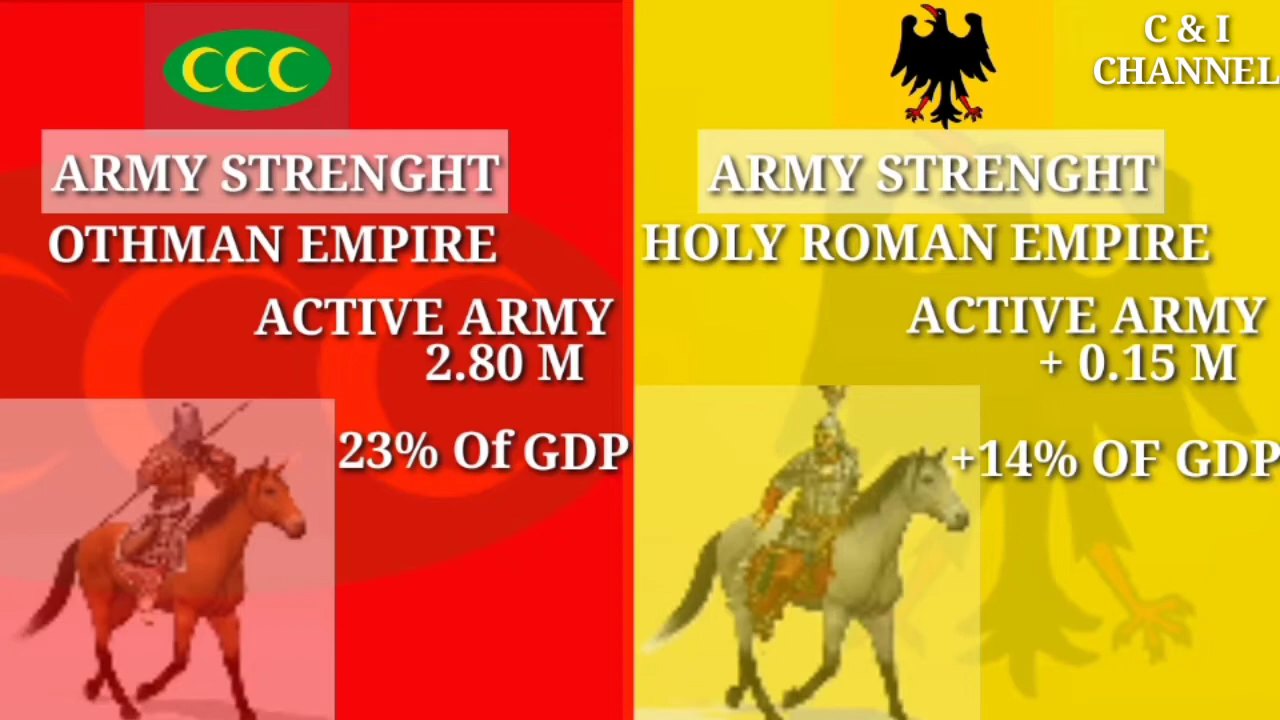 C & I
CHANNEL
ARMY STRENGHT
OTHMAN EMPIRE
ACTIVE ARMY
2.80 M
23% Of GDP
ARMY STRENGHT
HOLY ROMAN EMPIRE
ACTIVE ARMY
+ 0.15 M
+14% OF GDP